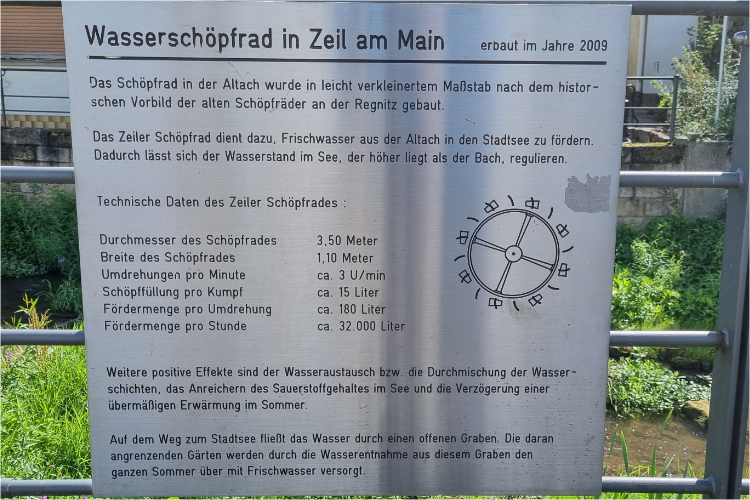 Wasserschöpfrad in Zeil am Main erbaut im Jahre 2009
Das Schöpfrad in der Altach wurde in leicht verkleinertem Maßstab nach dem histor-
schen Vorbild der alten Schöpfräder an der Regnitz gebaut.
Das Zeiler Schöpfrad dient dazu, Frischwasser aus der Altach in den Stadtsee zu fördern.
Dadurch lässt sich der Wasserstand im See, der höher liegt als der Bach, regulieren.
Technische Daten des Zeiler Schöpfrades :
Durchmesser des Schöpfrades 3,50 Meter
Breite des Schöpfrades 1,10 Meter
Umdrehungen pro Minute ca. 3 U/min
Schöpffüllung pro Kumpf ca. 15 Liter
Fördermenge pro Umdrehung ca. 180 Liter
Fördermenge pro Stunde ca. 32.000 Liter
Weitere positive Effekte sind der Wasseraustausch bzw. die Durchmischung der Wasser-
schichten, das Anreichern des Sauerstoffgehaltes im See und die Verzögerung einer
übermäßigen Erwärmung im Sommer.
Auf dem Weg zum Stadtsee fließt das Wasser durch einen offenen Graben. Die daran
angrenzenden Gärten werden durch die Wasserentnahme aus diesem Graben den
ganzen Sommer über mit Frischwasser versorgt.